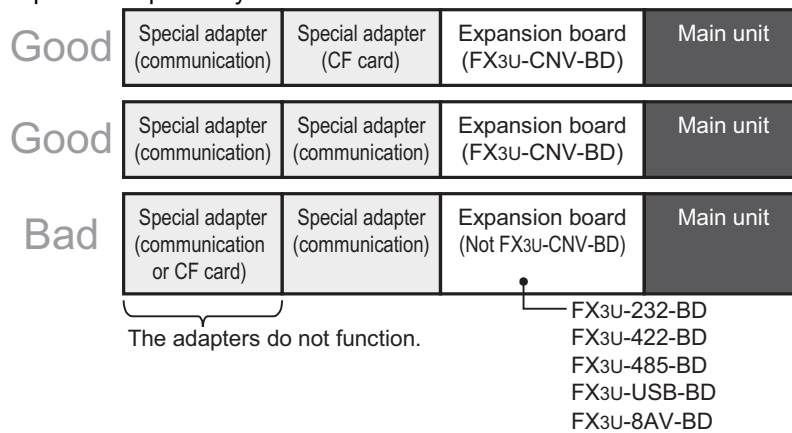 Good
Special adapter
(communication)
Special adapter
(CF card)
Expansion board
(FX3U-CNV-BD)
Main unit
Good
Special adapter
(communication)
Special adapter
(communication)
Expansion board
(FX3U-CNV-BD)
Main unit
Bad
Special adapter
(communication
or CF card)
Special adapter
(communication)
Expansion board
(Not FX3U-CNV-BD)
Main unit
The adapters do not function.
FX3U-232-BD
FX3U-422-BD
FX3U-485-BD
FX3U-USB-BD
FX3U-8AV-BD